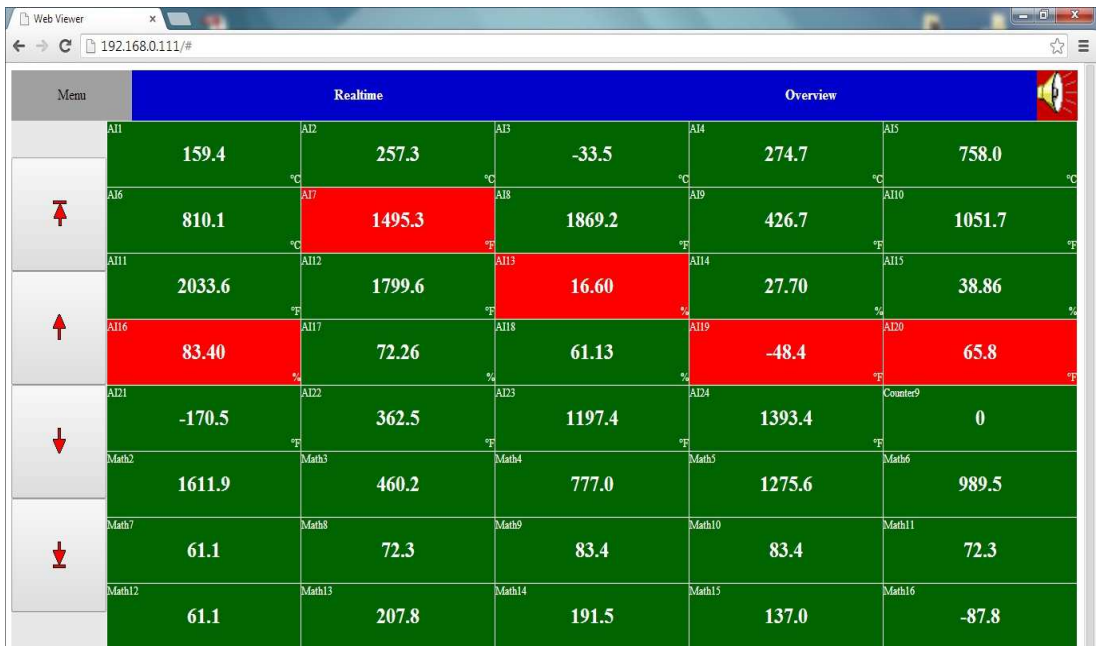 Web Viewer
192.168.0.111/#
Menu Realtime Overview
AI1 AI2 AI3 AI4 AI5
159.4 257.3 -33.5 274.7 758.0
°C °C °C °C °C
AI6 AI7 AI8 AI9 AI10
810.1 1495.3 1869.2 426.7 1051.7
°C °F °F °F °F
AI11 AI12 AI13 AI14 AI15
2033.6 1799.6 16.60 27.70 38.86
°F °F % % %
AI16 AI17 AI18 AI19 AI20
83.40 72.26 61.13 -48.4 65.8
% % % °F °F
AI21 AI22 AI23 AI24 Counter9
-170.5 362.5 1197.4 1393.4 0
°F °F °F °F
Math2 Math3 Math4 Math5 Math6
1611.9 460.2 777.0 1275.6 989.5
Math7 Math8 Math9 Math10 Math11
61.1 72.3 83.4 83.4 72.3
Math12 Math13 Math14 Math15 Math16
61.1 207.8 191.5 137.0 -87.8